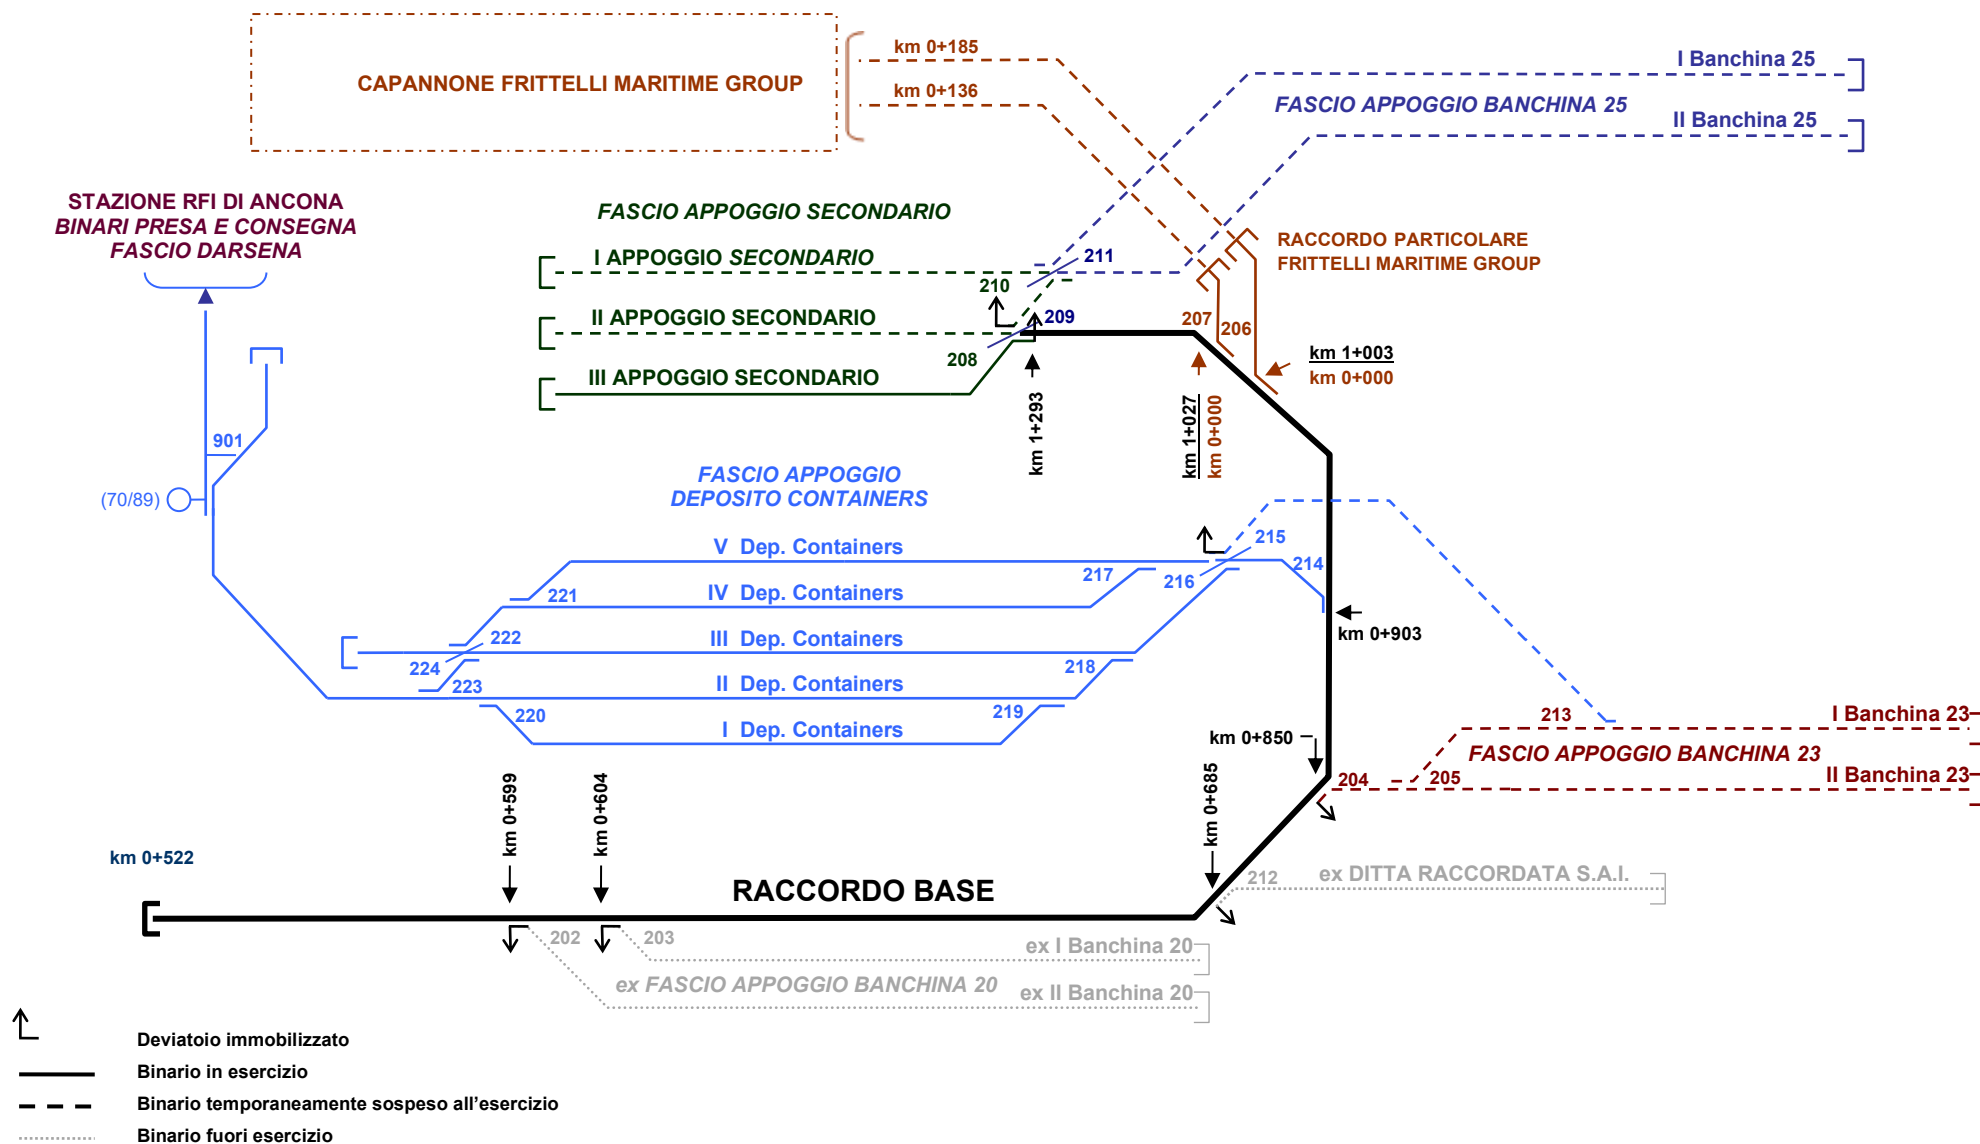 km 0+185
I Banchina 25
CAPANNONE FRITTELLI MARITIME GROUP
km 0+136
FASCIO APPOGGIO BANCHINA 25
II Banchina 25
STAZIONE RFI DI ANCONA
BINARI PRESA E CONSEGNA
FASCIO DARSENA
FASCIO APPOGGIO SECONDARIO
RACCORDO PARTICOLARE
FRITTELLI MARITIME GROUP
I APPOGGIO SECONDARIO
211
210
II APPOGGIO SECONDARIO
209
207
206
208
III APPOGGIO SECONDARIO
km 1+003
km 0+000
km 1+293
km 1+027
km 0+000
901
(70/89)
FASCIO APPOGGIO
DEPOSITO CONTAINERS
V Dep. Containers
215
214
217
216
221
IV Dep. Containers
km 0+903
222
III Dep. Containers
224
218
223
II Dep. Containers
220
219
I Dep. Containers
213
I Banchina 23
km 0+850
FASCIO APPOGGIO BANCHINA 23
204
205
II Banchina 23
km 0+599
km 0+604
km 0+685
km 0+522
RACCORDO BASE
212
ex DITTA RACCORDATA S.A.I.
202
203
ex I Banchina 20
ex FASCIO APPOGGIO BANCHINA 20
ex II Banchina 20
Deviatoio immobilizzato
Binario in esercizio
Binario temporaneamente sospeso all'esercizio
Binario fuori esercizio